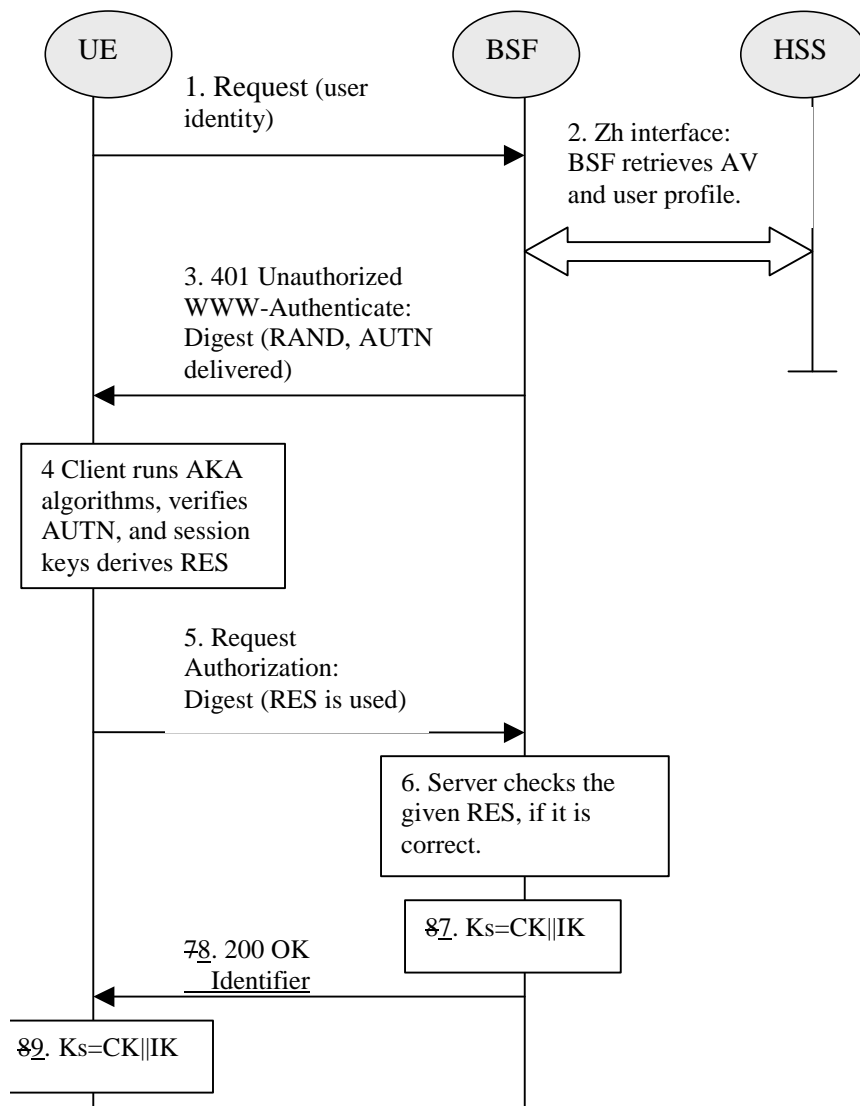 UE
BSF
HSS
1. Request (user
identity)
2. Zh interface:
BSF retrieves AV
and user profile.
3. 401 Unauthorized
WWW-Authenticate:
Digest (RAND, AUTN
delivered)
4 Client runs AKA
algorithms, verifies
AUTN, and session
keys derives RES
5. Request
Authorization:
Digest (RES is used)
6. Server checks the
given RES, if it is
correct.
87. Ks=CK||IK
78. 200 OK
Identifier
89. Ks=CK||IK